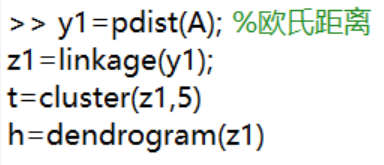 >> y1=pdist(A); %欧氏距离
z1=linkage(y1);
t=cluster(z1,5)
h=dendrogram(z1)